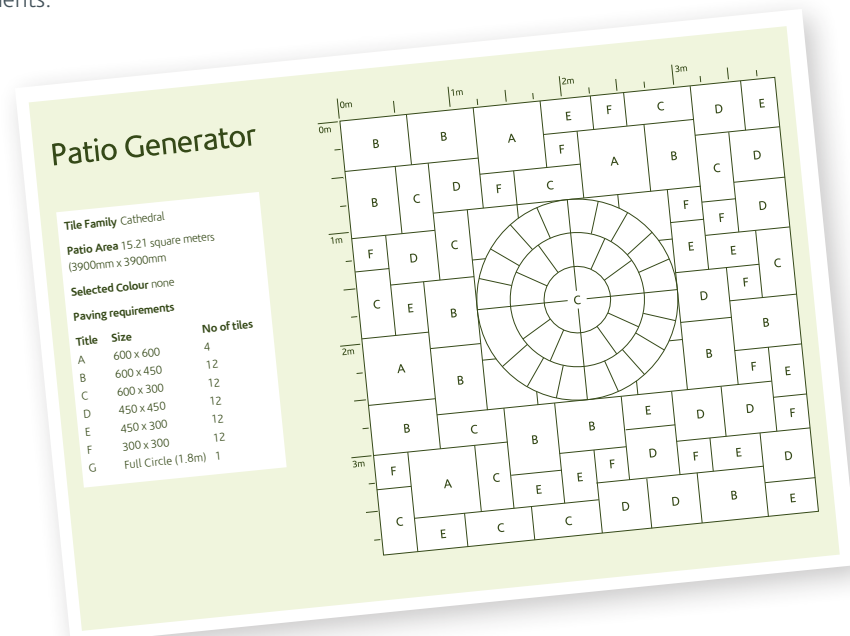 Patio Generator
Tile Family Cathedral
Patio Area 15.21 square meters
(3900mm x 3900mm
Selected Colour none
Paving requirements
Title Size No of tiles
A 600 x 600 4
B 600 x 450 12
C 600 x 300 12
D 450 x 450 12
E 450 x 300 12
F 300 x 300 12
G Full Circle (1.8m) 1
0m 1m 2m 3m
0m
B B A E F C D E
F A B C D
B C D F C F F D
1m
F D C E E C
C E B C D F B
2m
A B B F E
B C B B E D D F
3m
F A C E E F D F E D
C E C C D D B E